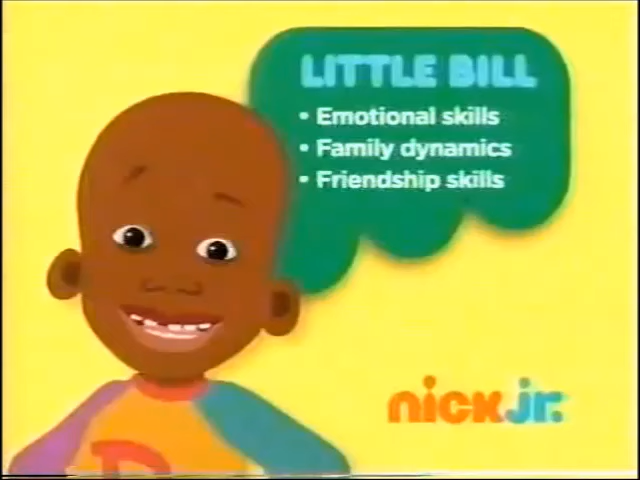 LITTLE BILL
• Emotional skills
• Family dynamics
• Friendship skills
nick jr.